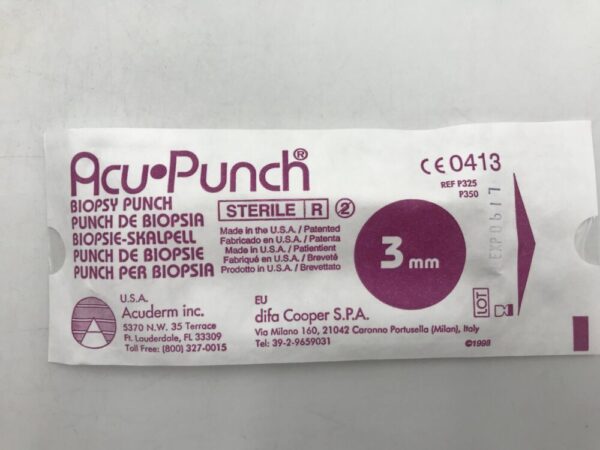 Acu•Punch®
BIOPSY PUNCH
PUNCH DE BIOPSIA
BIOPSIE-SKALPELL
PUNCH DE BIOPSIE
PUNCH PER BIOPSIA
STERILE R 2
Made in the U.S.A. / Patented
Fabricado en U.S.A. / Patenta
Made in U.S.A. / Patientient
Fabriqué en U.S.A. / Breveté
Prodotto in U.S.A. / Brevettato
3 mm
CE 0413
REF P325
P350
EXP0617
LOT
U.S.A.
Acuderm inc.
5370 N.W. 35 Terrace
Ft. Lauderdale, FL 33309
Toll Free: (800) 327-0015
EU
difa Cooper S.P.A.
Via Milano 160, 21042 Caronno Portusella (Milan), Italy
Tel: 39-2-9659031
©1998